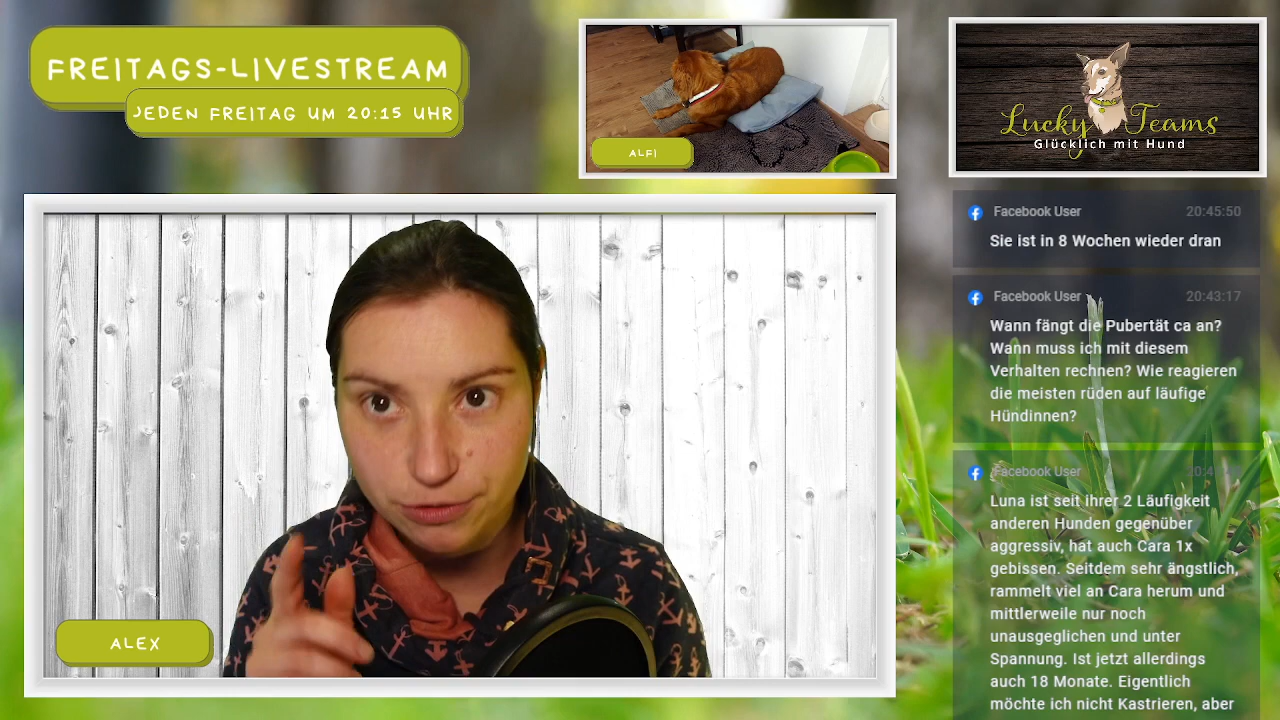 FREITAGS-LIVESTREAM
JEDEN FREITAG UM 20:15 UHR
ALFI
Lucky Teams
Glücklich mit Hund
Facebook User 20:45:50
Sie ist in 8 Wochen wieder dran
Facebook User 20:43:17
Wann fängt die Pubertät ca an?
Wann muss ich mit diesem
Verhalten rechnen? Wie reagieren
die meisten rüden auf läufige
Hündinnen?
Facebook User
Luna ist seit ihrer 2 Läufigkeit
anderen Hunden gegenüber
aggressiv, hat auch Cara 1x
gebissen. Seitdem sehr ängstlich,
rammelt viel an Cara herum und
mittlerweile nur noch
unausgeglichen und unter
Spannung. Ist jetzt allerdings
auch 18 Monate. Eigentlich
möchte ich nicht Kastrieren, aber
ALEX